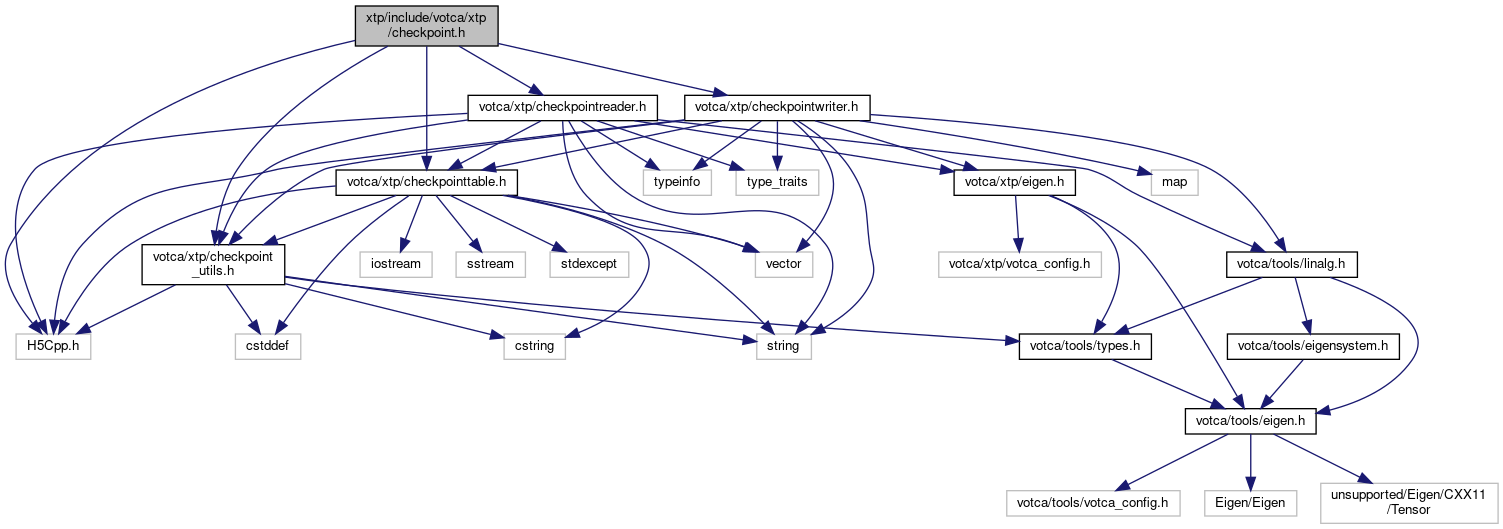 xtp/include/votca/xtp
/checkpoint.h
votca/xtp/checkpointreader.h
votca/xtp/checkpointwriter.h
votca/xtp/checkpointtable.h
typeinfo
type_traits
votca/xtp/eigen.h
map
votca/xtp/checkpoint
_utils.h
iostream
sstream
stdexcept
vector
votca/xtp/votca_config.h
votca/tools/linalg.h
H5Cpp.h
cstddef
cstring
string
votca/tools/types.h
votca/tools/eigensystem.h
votca/tools/eigen.h
votca/tools/votca_config.h
Eigen/Eigen
unsupported/Eigen/CXX11
/Tensor